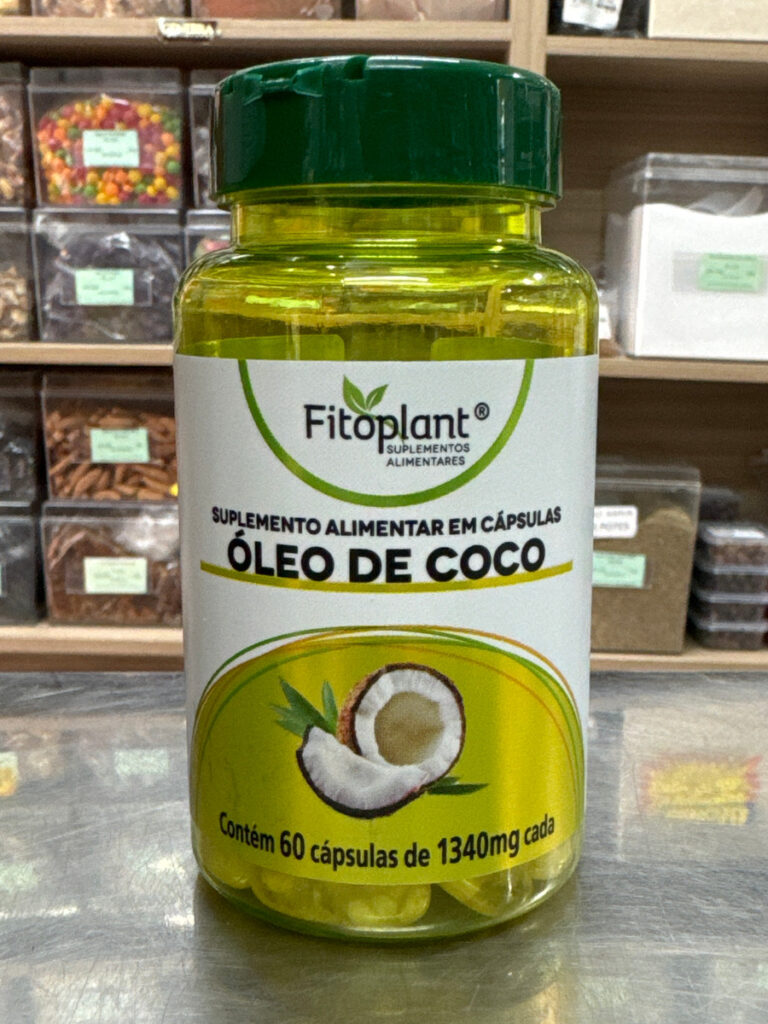 Fitoplant®
SUPLEMENTOS
ALIMENTARES
SUPLEMENTO ALIMENTAR EM CÁPSULAS
ÓLEO DE COCO
Contém 60 cápsulas de 1340mg cada